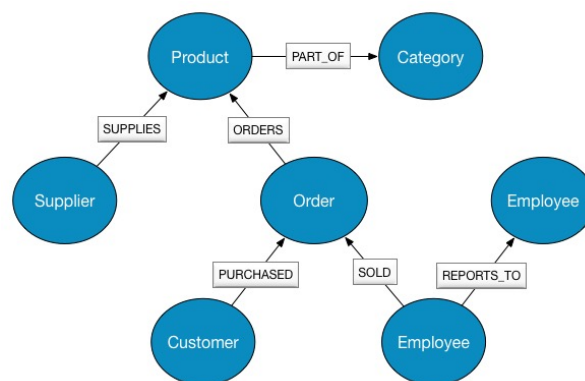 Product
PART_OF
Category
SUPPLIES
ORDERS
Supplier
Order
Employee
PURCHASED
SOLD
REPORTS_TO
Customer
Employee